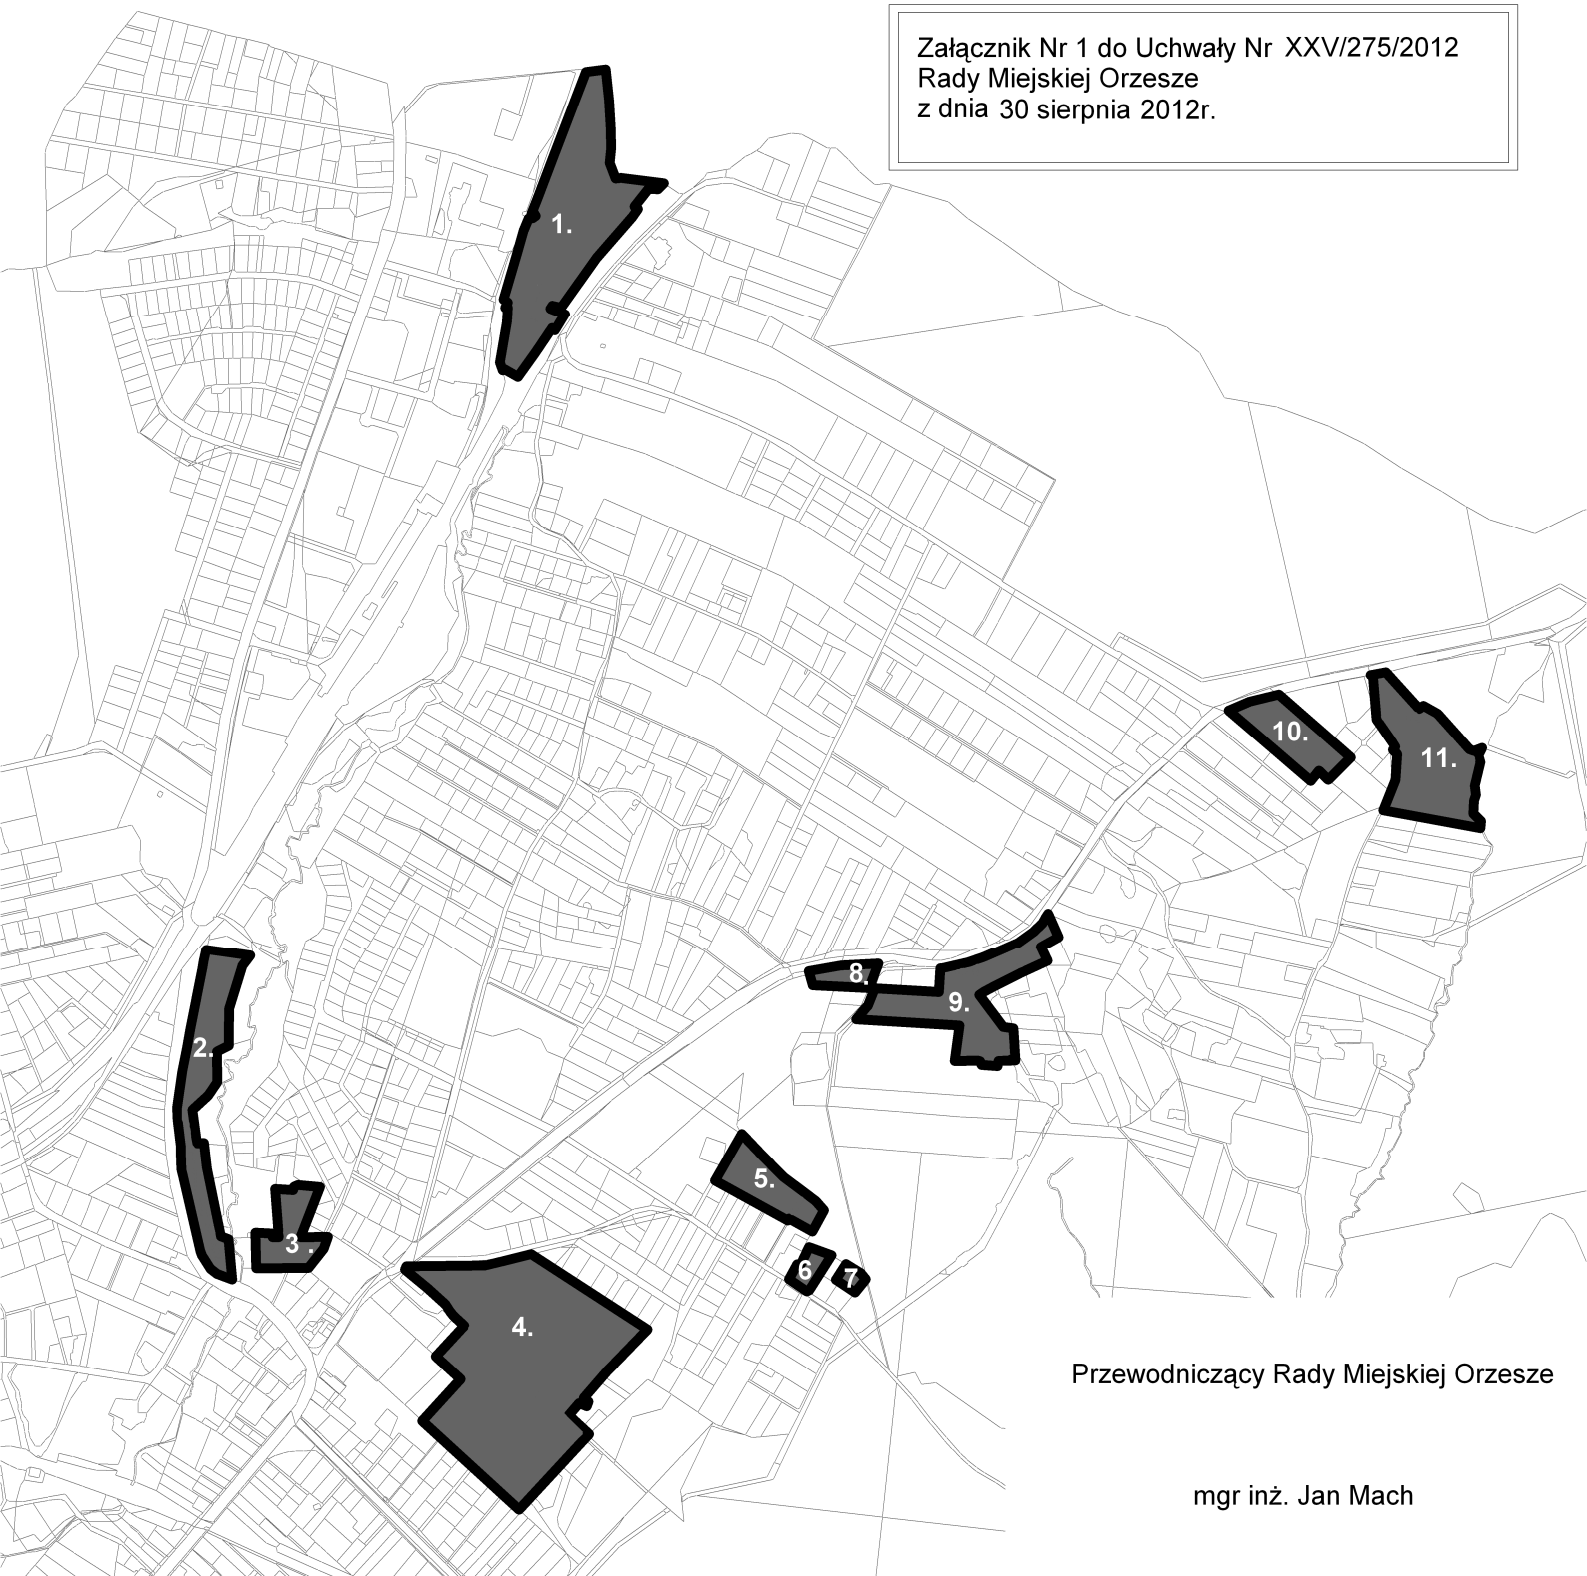 Załącznik Nr 1 do Uchwały Nr XXV/275/2012
Rady Miejskiej Orzesze
z dnia 30 sierpnia 2012r.
1.
10.
11.
8.
9.
2.
5.
3 .
6
7
4.
Przewodniczący Rady Miejskiej Orzesze
mgr inż. Jan Mach